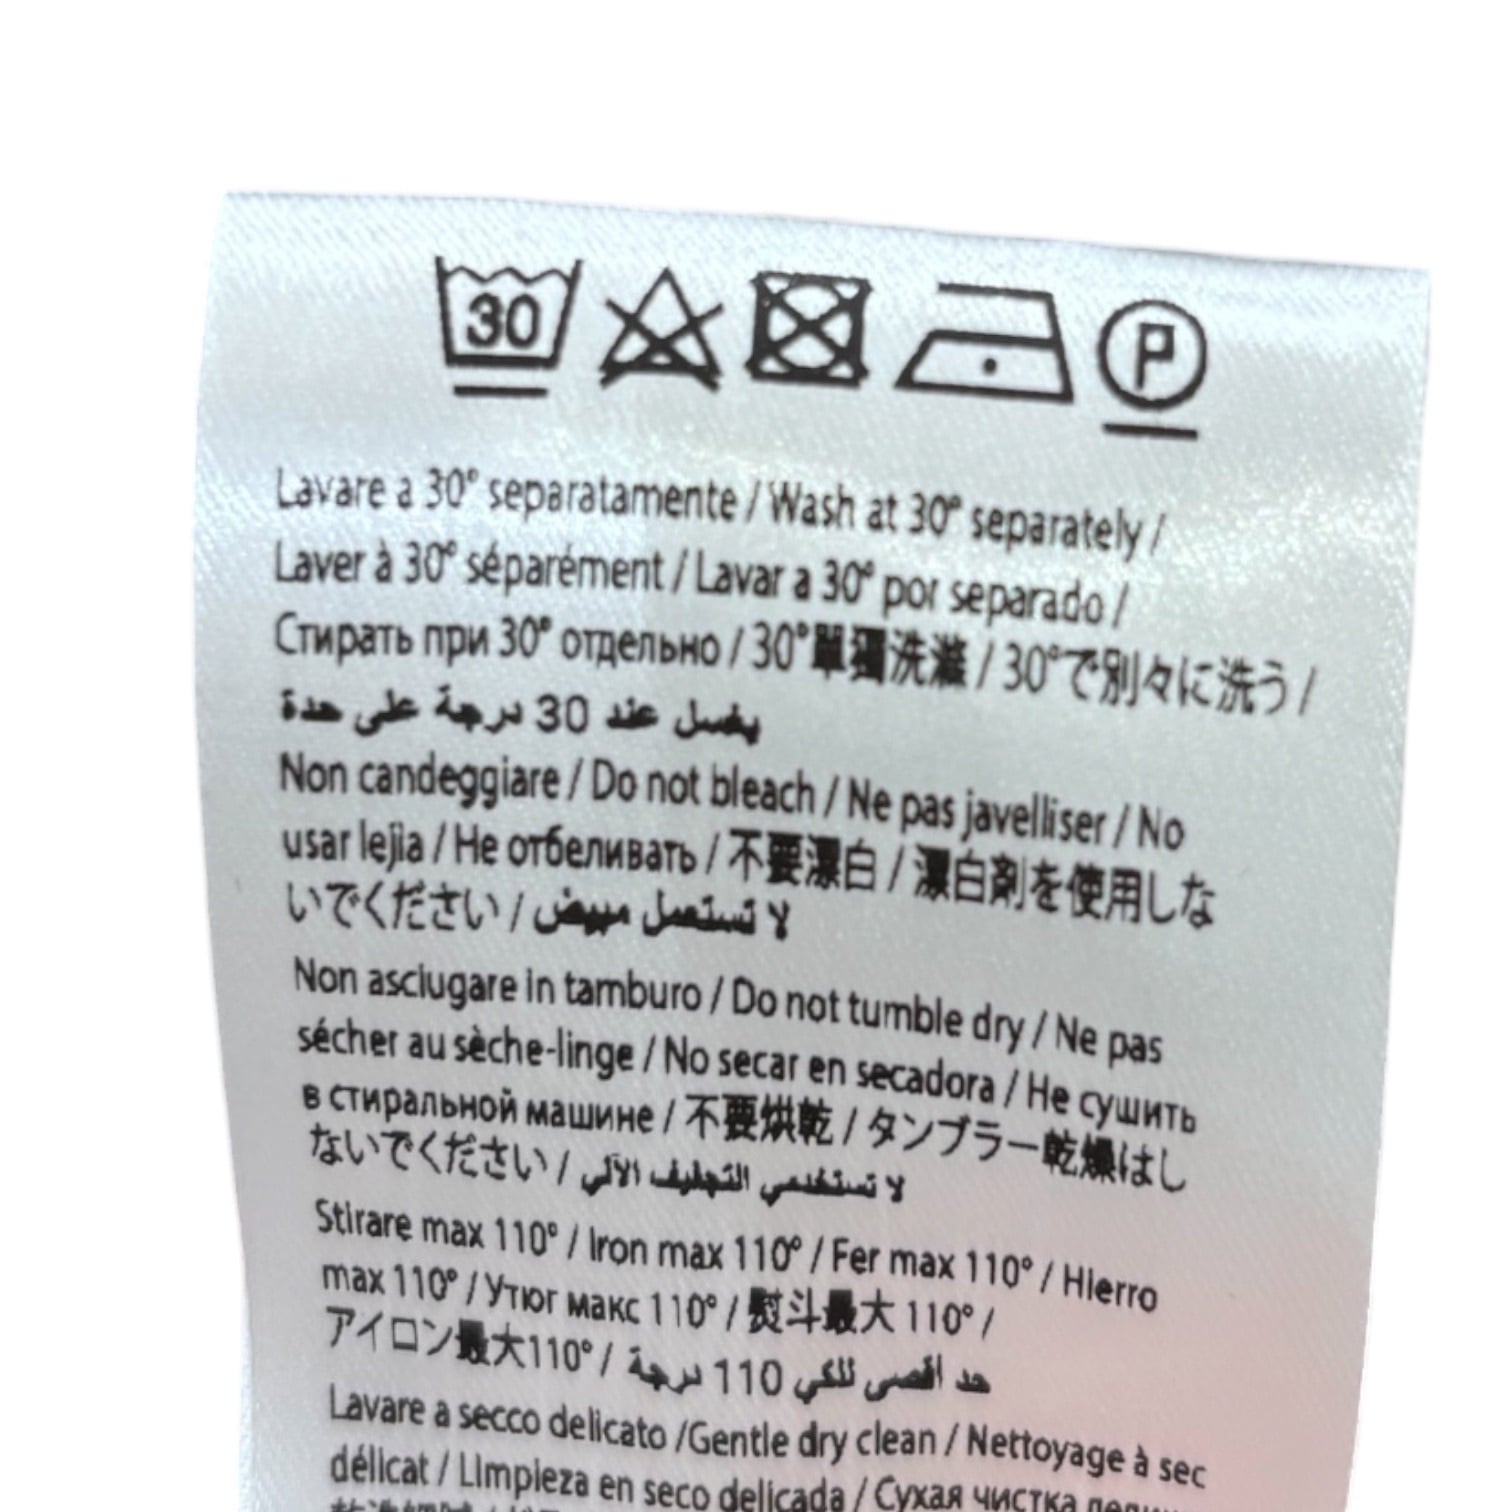 30
P
Lavare a 30° separatamente / Wash at 30° separately /
Laver à 30° séparément / Lavar a 30° por separado /
Стирать при 30° отдельно / 30°單獨洗滌 / 30°で別々に洗う /
يغسل عند 30 درجة على حدة
Non candeggiare / Do not bleach / Ne pas javelliser / No
usar lejia / Не отбеливать / 不要漂白 / 漂白剤を使用しな
いでください / لا تستعمل مبيض
Non asciugare in tamburo / Do not tumble dry / Ne pas
sécher au sèche-linge / No secar en secadora / Не сушить
в стиральной машине / 不要烘乾 / タンブラー乾燥はし
ないでください / لا تستخدمي التجفيف الآلي
Stirare max 110° / Iron max 110° / Fer max 110° / Hierro
max 110° / Утюг макс 110° / 熨斗最大 110° /
アイロン最大110° / حد اقصى للكي 110 درجة
Lavare a secco delicato /Gentle dry clean / Nettoyage à sec
délicat / Limpieza en seco delicada / Сухая чистка